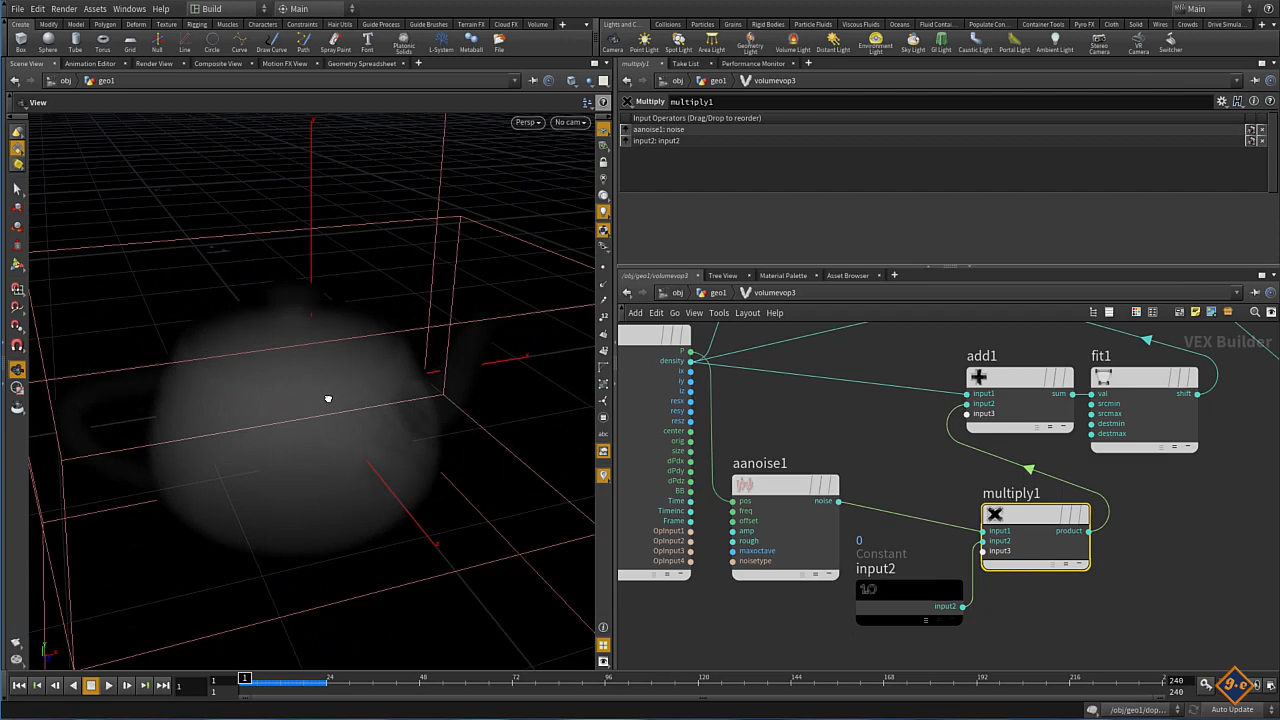 File Edit Render Assets Windows Help Build Main Main
Create Modify Model Polygon Deform Texture Rigging Muscles Characters Constraints Hair Utils Guide Process Guide Brushes Terrain FX Cloud FX Volume
Lights and C... Collisions Particles Grains Rigid Bodies Particle Fluids Viscous Fluids Oceans Fluid Contai... Populate Con... Container Tools Pyro FX Cloth Solid Wires Crowds Drive Simula...
Box Sphere Tube Torus Grid Null Line Circle Curve Draw Curve Path Spray Paint Font Platonic Solids L-System Metaball File
Camera Point Light Spot Light Area Light Geometry Light Volume Light Distant Light Environment Light Sky Light GI Light Caustic Light Portal Light Ambient Light Stereo Camera VR Camera Switcher
Scene View Animation Editor Render View Composite View Motion FX View Geometry Spreadsheet
multiply1 Take List Performance Monitor
obj geo1
obj geo1 volumevop3
View
Persp No cam
Multiply multiply1
Input Operators (Drag/Drop to reorder)
aanoise1: noise
input2: input2
/obj/geo1/volumevop3 Tree View Material Palette Asset Browser
obj geo1 volumevop3
Add Edit Go View Tools Layout Help
VEX Builder
P
density
ix
iy
iz
resx
resy
resz
center
orig
size
dPdx
dPdy
dPdz
BB
Time
Timeinc
Frame
OpInput1
OpInput2
OpInput3
OpInput4
aanoise1
pos noise
freq
offset
amp
rough
maxoctave
noisetype
0
Constant
input2
1.0
input2
add1
input1 sum
input2
input3
fit1
val shift
srcmin
srcmax
destmin
destmax
multiply1
input1 product
input2
input3
abc
1 1 1 1 24 48 72 96 120 144 168 192 216 240 240
/obj/geo1/dop... Auto Update